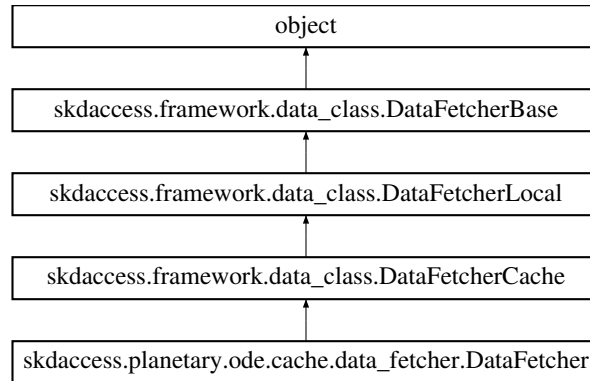 object
skdaccess.framework.data_class.DataFetcherBase
skdaccess.framework.data_class.DataFetcherLocal
skdaccess.framework.data_class.DataFetcherCache
skdaccess.planetary.ode.cache.data_fetcher.DataFetcher